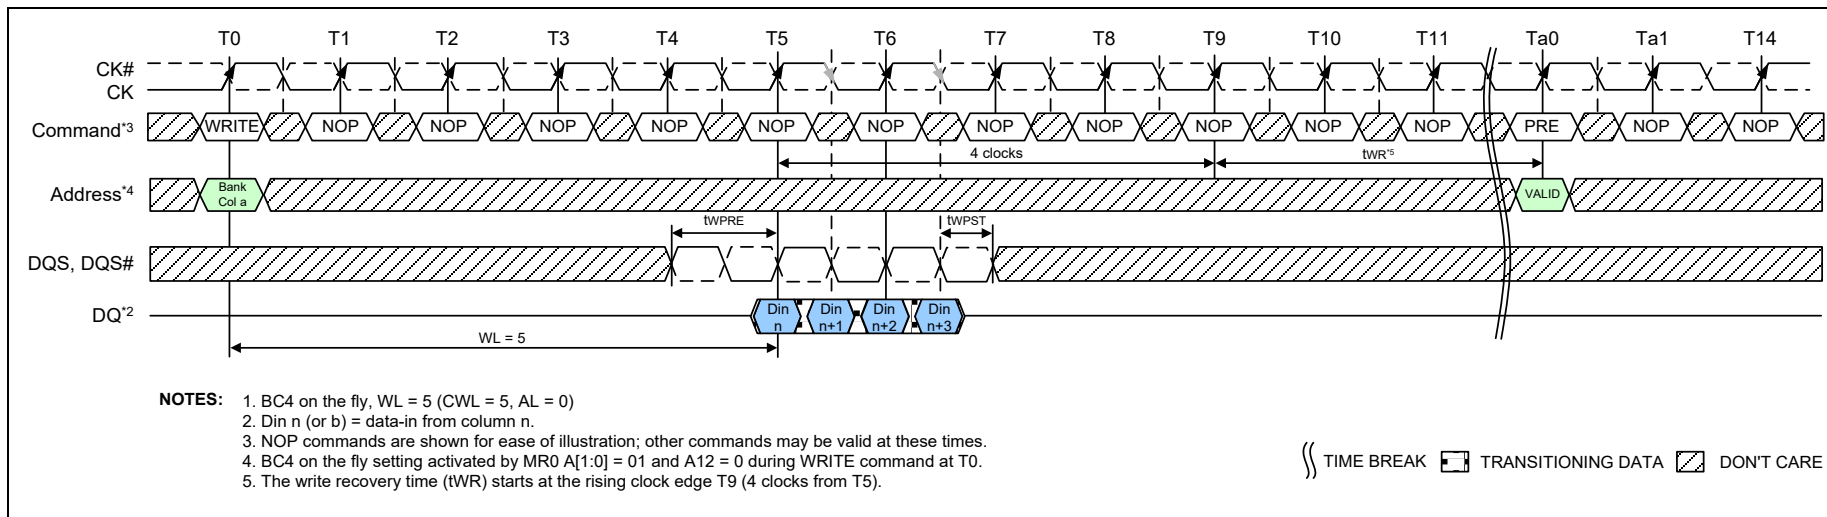 T0 T1 T2 T3 T4 T5 T6 T7 T8 T9 T10 T11 Ta0 Ta1 T14
CK#
CK
Command*3 WRITE NOP NOP NOP NOP NOP NOP NOP NOP NOP NOP NOP PRE NOP NOP
4 clocks tWR*5
Address*4 Bank Col a VALID
tWPRE tWPST
DQS, DQS#
DQ*2 Din n Din n+1 Din n+2 Din n+3
WL = 5
NOTES: 1. BC4 on the fly, WL = 5 (CWL = 5, AL = 0)
2. Din n (or b) = data-in from column n.
3. NOP commands are shown for ease of illustration; other commands may be valid at these times.
4. BC4 on the fly setting activated by MR0 A[1:0] = 01 and A12 = 0 during WRITE command at T0.
5. The write recovery time (tWR) starts at the rising clock edge T9 (4 clocks from T5).
TIME BREAK TRANSITIONING DATA DON'T CARE